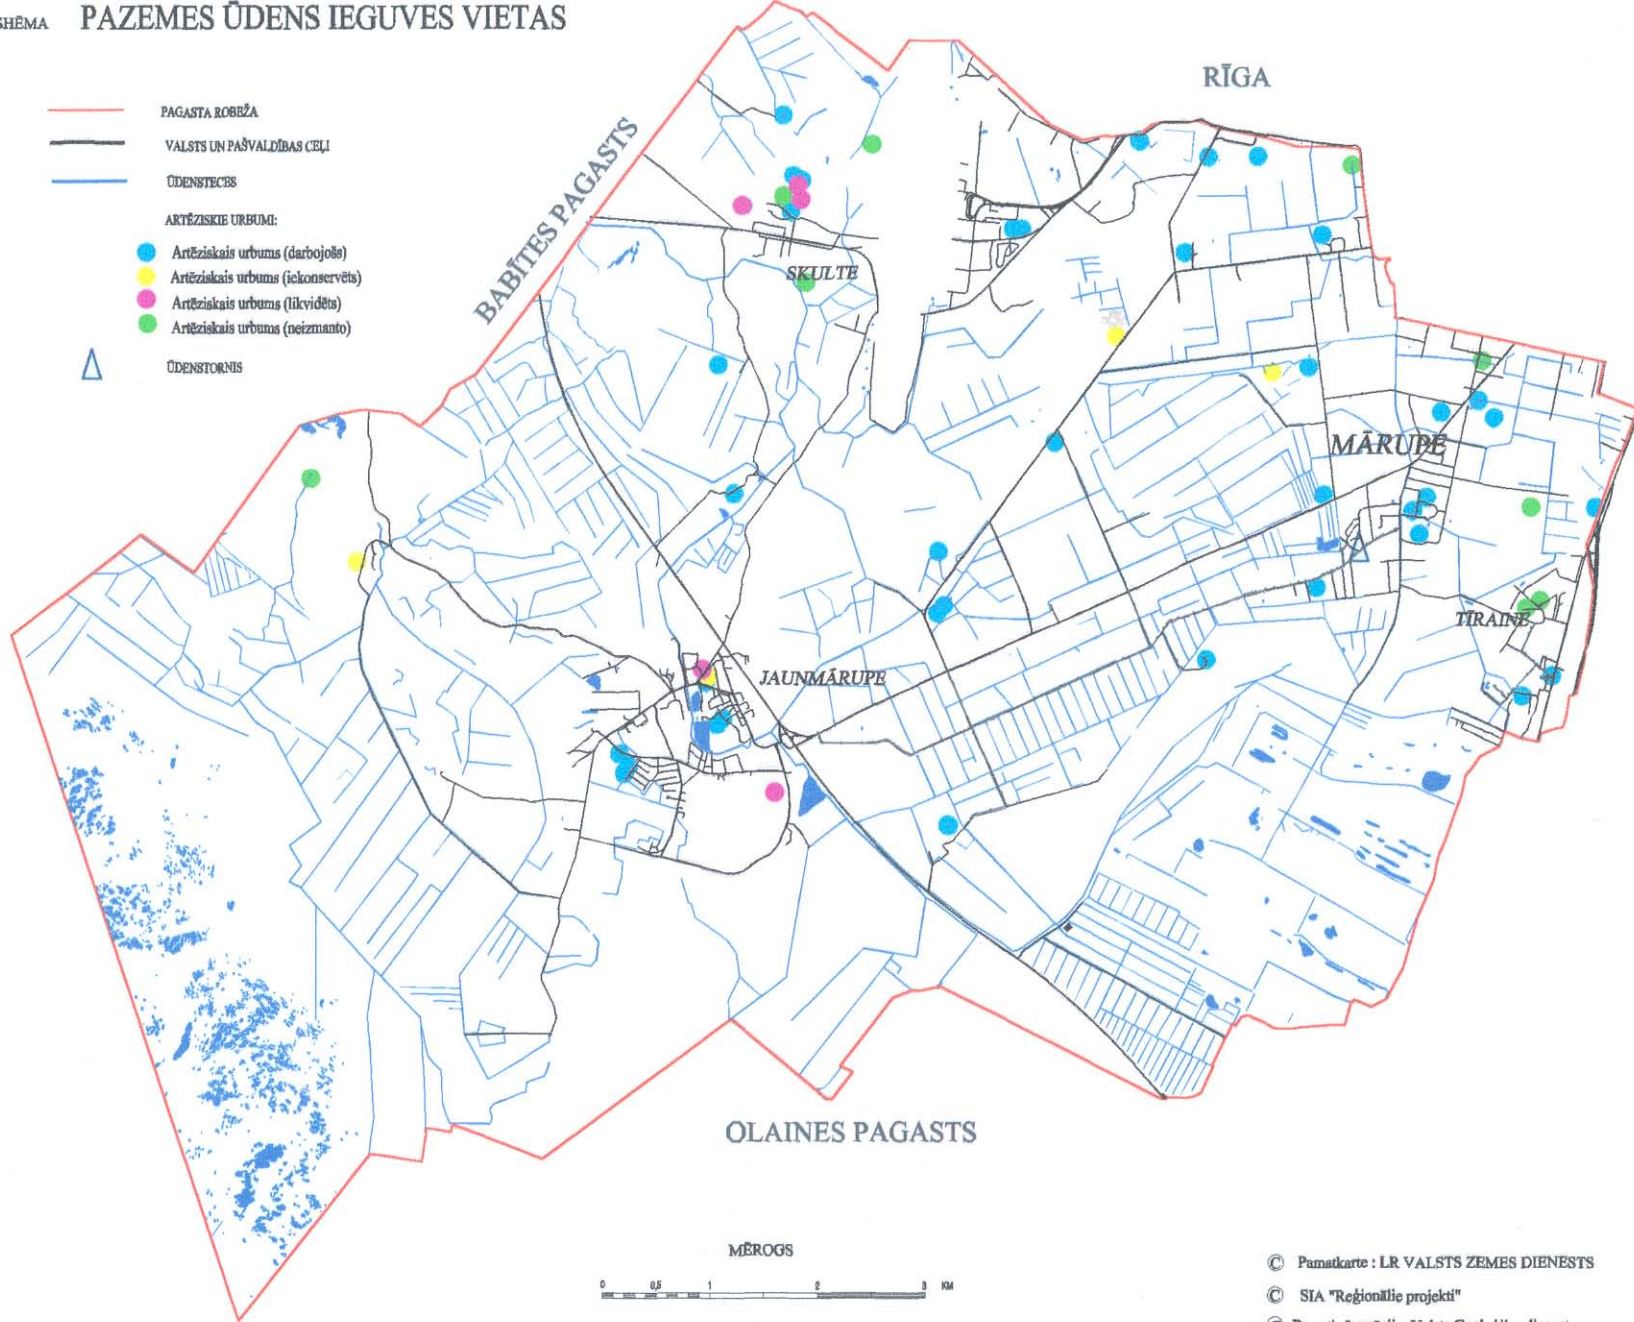 SHĒMA PAZEMES ŪDENS IEGUVES VIETAS
PAGASTA ROBEŽA
VALSTS UN PAŠVALDĪBAS CEĻI
ŪDENSTECES
ARTĒZISKIE URBUMI:
Artēziskais urbums (darbojošs)
Artēziskais urbums (iekonservēts)
Artēziskais urbums (likvidēts)
Artēziskais urbums (neizmanto)
ŪDENSTORNIS
RĪGA
BABĪTES PAGASTS
SKULTE
MĀRUPE
TĪRAINE
JAUNMĀRUPE
OLAINES PAGASTS
MĒROGS
0 0,5 1 2 3 KM
© Pamatkarte : LR VALSTS ZEMES DIENESTS
© SIA "Reģionālie projekti"